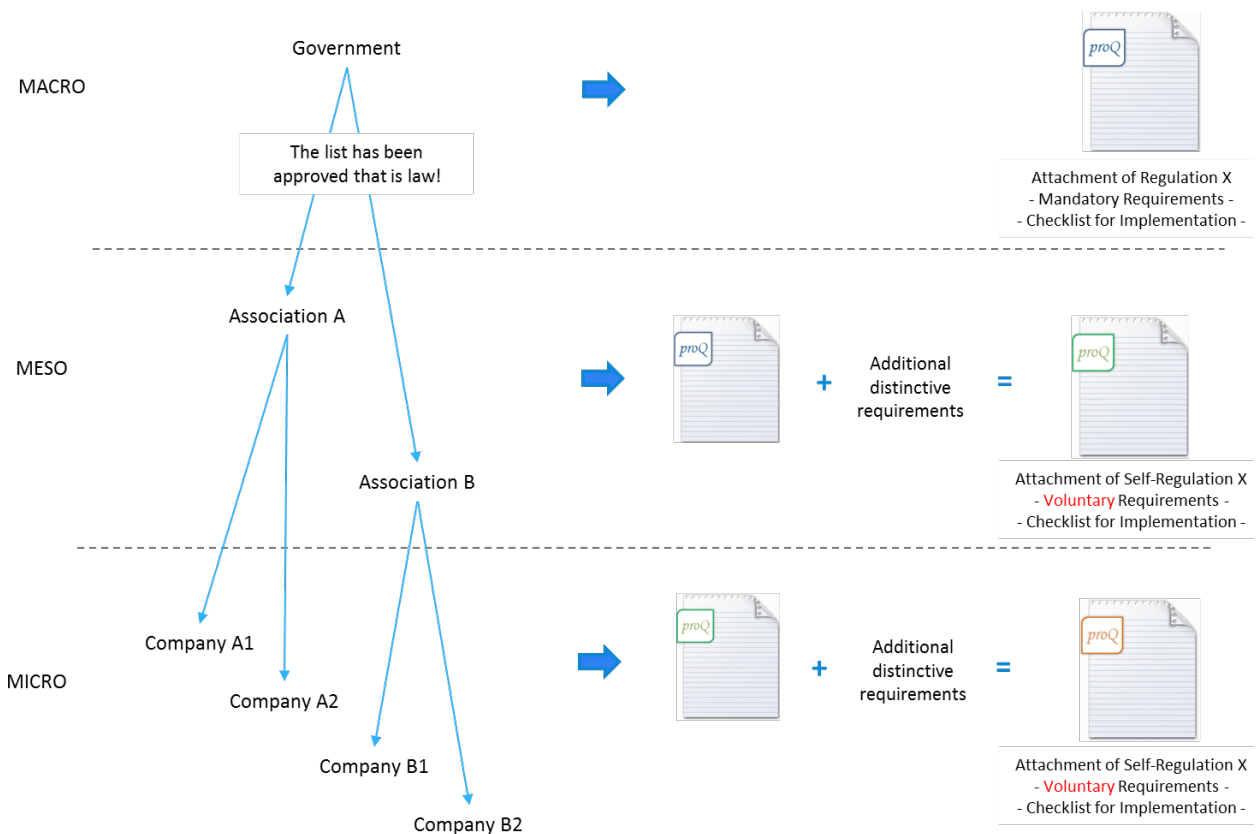 Government
MACRO
proQ
The list has been
approved that is law!
Attachment of Regulation X
- Mandatory Requirements -
- Checklist for Implementation -
Association A
MESO
proQ
+
Additional
distinctive
requirements
=
proQ
Association B
Attachment of Self-Regulation X
- Voluntary Requirements -
- Checklist for Implementation -
Company A1
MICRO
Company A2
proQ
+
Additional
distinctive
requirements
=
proQ
Company B1
Company B2
Attachment of Self-Regulation X
- Voluntary Requirements -
- Checklist for Implementation -